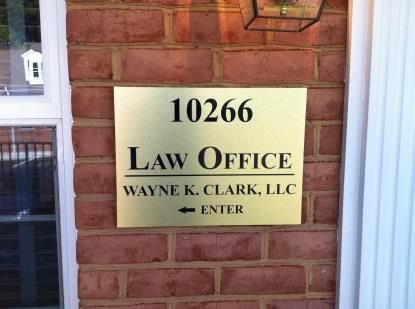 10266
LAW OFFICE
WAYNE K. CLARK, LLC
← ENTER